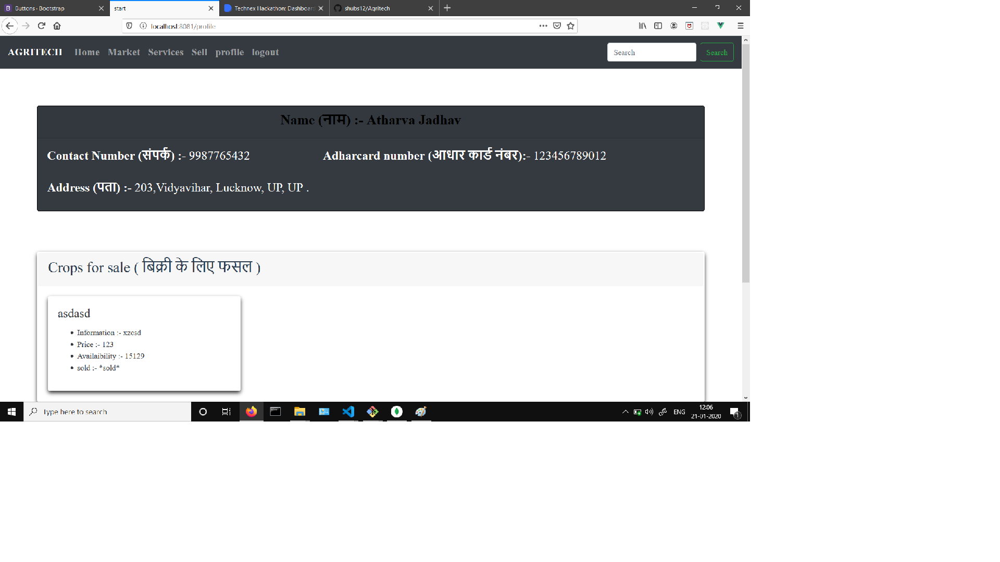 Buttons · Bootstrap
start
Technex Hackathon: Dashboard
shubs12/Agritech
localhost:8081/profile
AGRITECH Home Market Services Sell profile logout Search Search
Name (नाम) :- Atharva Jadhav
Contact Number (संपर्क) :- 9987765432 Adharcard number (आधार कार्ड नंबर):- 123456789012
Address (पता) :- 203,Vidyavihar, Lucknow, UP, UP .
Crops for sale ( बिक्री के लिए फसल )
asdasd
Information :- xzcsd
Price :- 123
Availaibility :- 15129
sold :- *sold*
Type here to search
ENG
12:06
21-01-2020
1